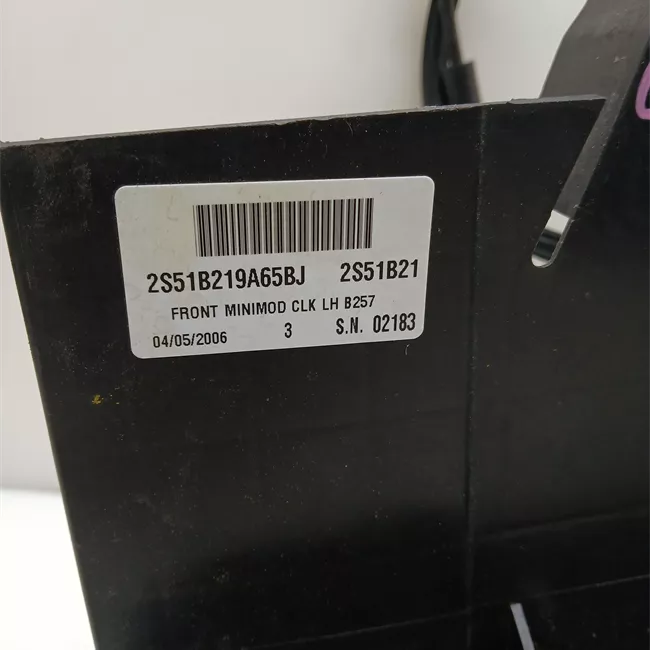 2S51B219A65BJ 2S51B21
FRONT MINIMOD CLK LH B257
04/05/2006 3 S.N. 02183